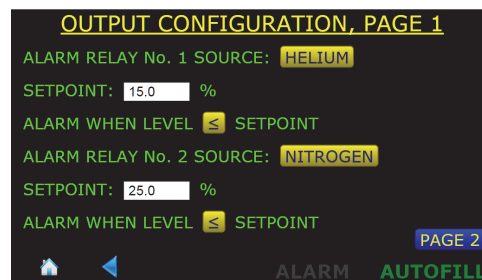 OUTPUT CONFIGURATION, PAGE 1
ALARM RELAY No. 1 SOURCE: HELIUM
SETPOINT: 15.0 %
ALARM WHEN LEVEL ≤ SETPOINT
ALARM RELAY No. 2 SOURCE: NITROGEN
SETPOINT: 25.0 %
ALARM WHEN LEVEL ≤ SETPOINT
PAGE 2
ALARM AUTOFILL